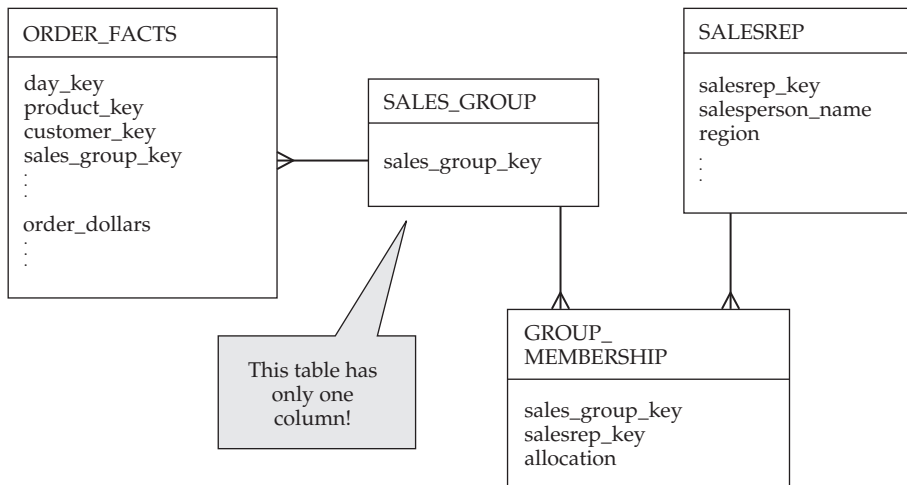 ORDER_FACTS
day_key
product_key
customer_key
sales_group_key
.
.
.
order_dollars
.
.
.
SALES_GROUP
sales_group_key
SALESREP
salesrep_key
salesperson_name
region
.
.
.
This table has
only one
column!
GROUP_
MEMBERSHIP
sales_group_key
salesrep_key
allocation